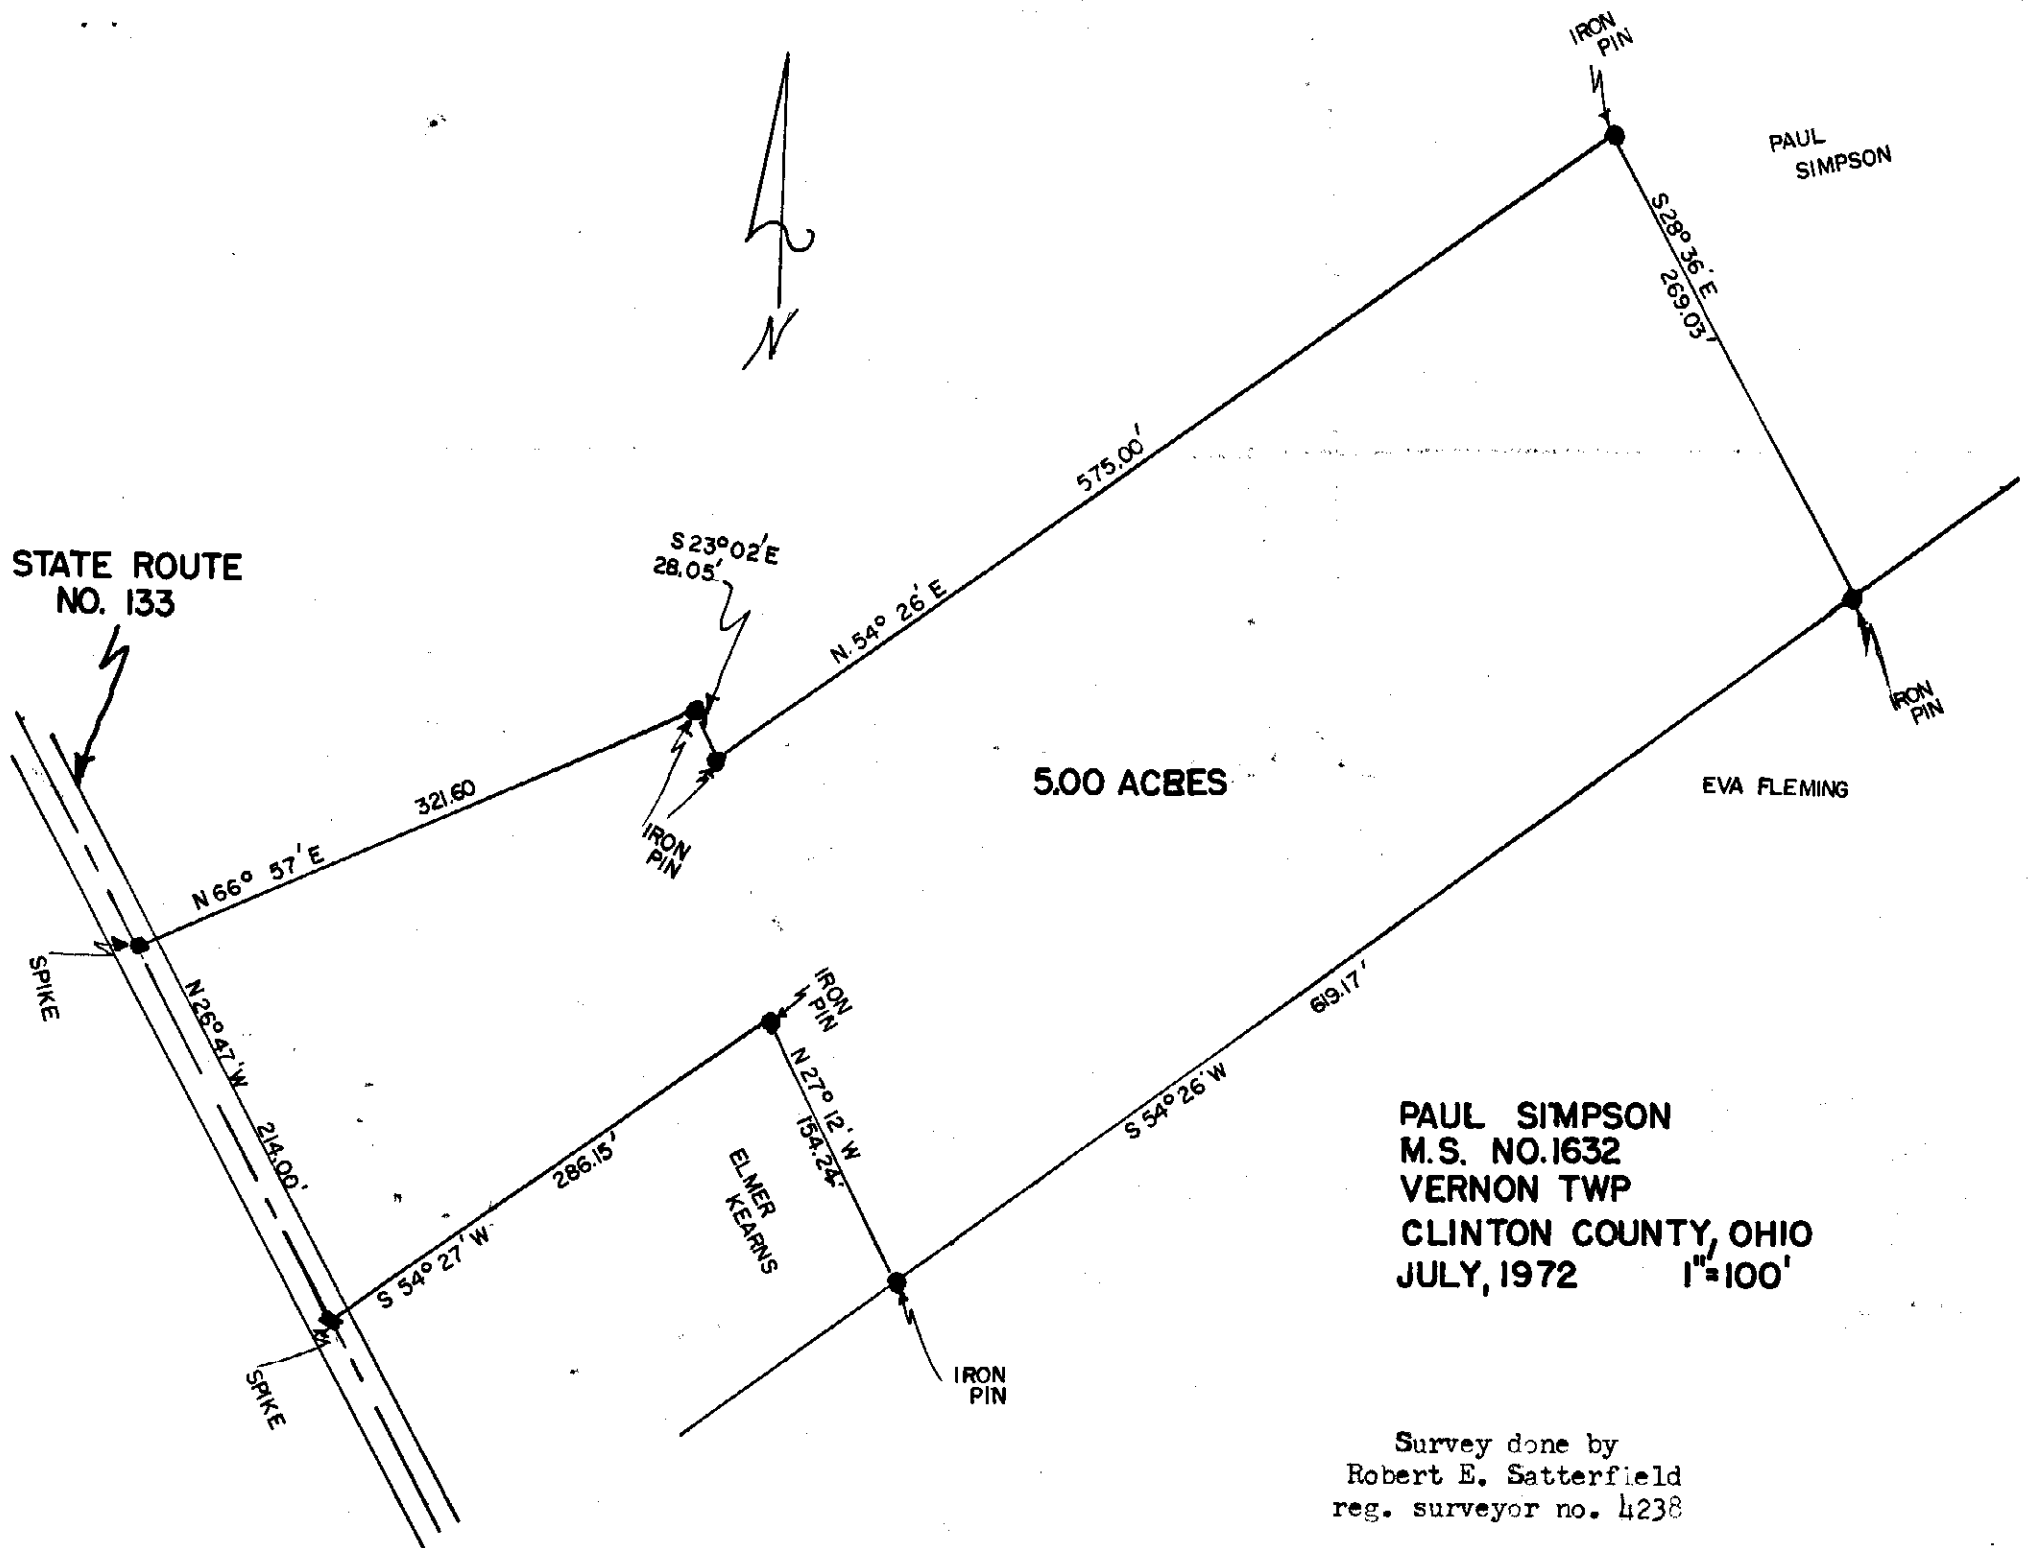 IRON
PIN
PAUL
SIMPSON
S 28° 36' E
269.03'
575.00'
N. 54° 26' E
S 23° 02' E
28.05'
STATE ROUTE
NO. 133
321.60
N 66° 57' E
IRON
PIN
5.00 ACRES
EVA FLEMING
IRON
PIN
SPIKE
N 26° 47' W
214.00'
IRON
PIN
N 27° 12' W
154.24'
619.17'
S 54° 26' W
286.15'
S 54° 27' W
ELMER
KEARNS
SPIKE
IRON
PIN
N
PAUL SIMPSON
M.S. NO. 1632
VERNON TWP
CLINTON COUNTY, OHIO
JULY, 1972 1"=100'
Survey done by
Robert E. Satterfield
reg. surveyor no. 4238